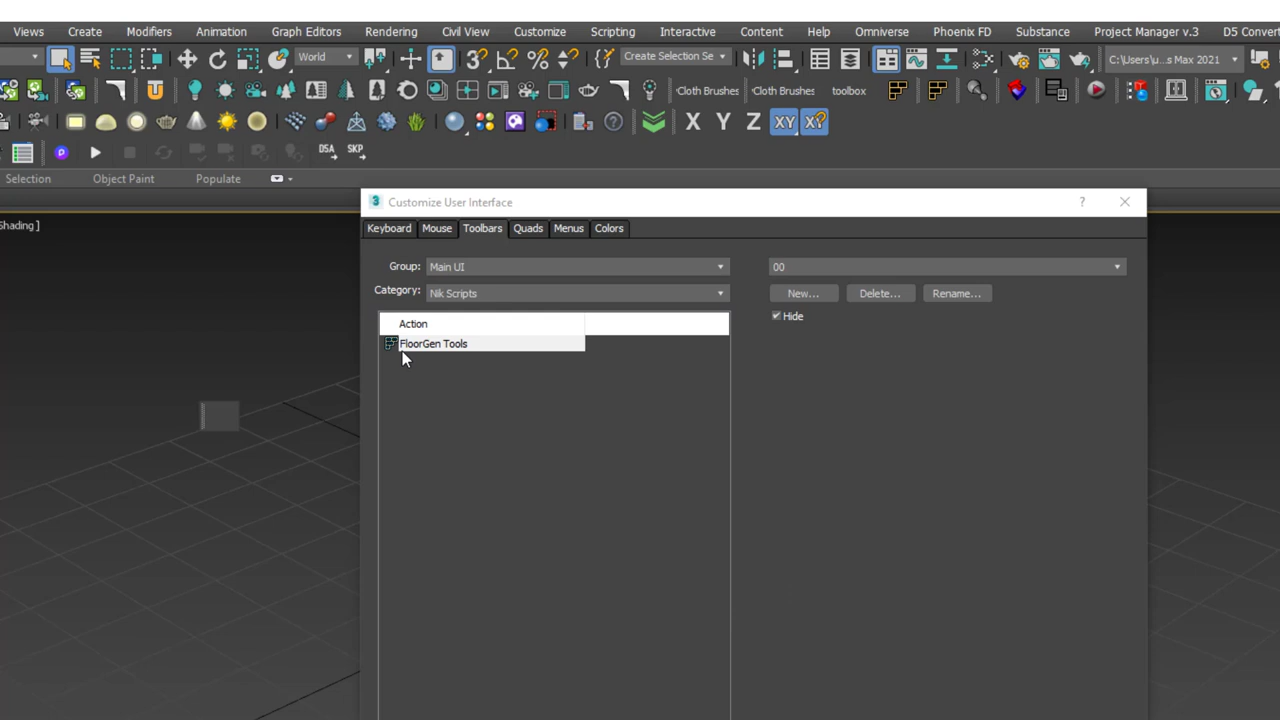 Views Create Modifiers Animation Graph Editors Rendering Civil View Customize Scripting Interactive Content Help Omniverse Phoenix FD Substance Project Manager v.3 D5 Convert
World Create Selection Se C:\Users\u...s Max 2021
Cloth Brushes Cloth Brushes toolbox
X Y Z XY X?
DSA SKP
Selection Object Paint Populate
Customize User Interface ?
Shading ]
Keyboard Mouse Toolbars Quads Menus Colors
Group: Main UI 00
Category: Nik Scripts New... Delete... Rename...
Hide
Action
FloorGen Tools